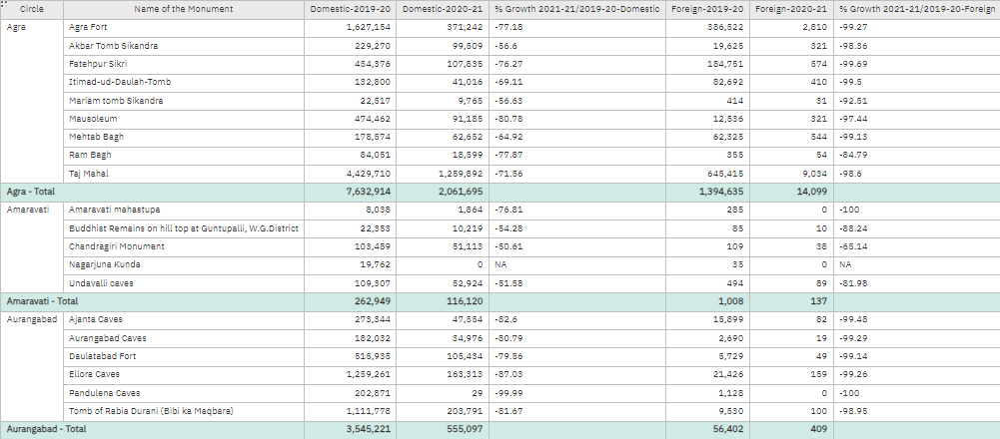 Circle Name of the Monument Domestic-2019-20 Domestic-2020-21 % Growth 2021-21/2019-20-Domestic Foreign-2019-20 Foreign-2020-21 % Growth 2021-21/2019-20-Foreign
Agra Agra Fort 1,627,154 371,242 -77.18 386,522 2,810 -99.27
Akbar Tomb Sikandra 229,270 99,509 -56.6 19,625 321 -98.36
Fatehpur Sikri 454,376 107,835 -76.27 184,751 574 -99.69
Itimad-ud-Daulah-Tomb 132,800 41,016 -69.11 82,692 410 -99.5
Mariam tomb Sikandra 22,517 9,765 -56.63 414 31 -92.51
Mausoleum 474,462 91,185 -80.78 12,536 321 -97.44
Mehtab Bagh 178,574 62,652 -64.92 62,325 544 -99.13
Ram Bagh 84,051 18,599 -77.87 355 54 -84.79
Taj Mahal 4,429,710 1,259,892 -71.56 645,415 9,034 -98.6
Agra - Total 7,632,914 2,061,695 1,394,635 14,099
Amaravati Amaravati mahastupa 8,038 1,864 -76.81 285 0 -100
Buddhist Remains on hill top at Guntupalli, W.G.District 22,353 10,219 -54.28 85 10 -88.24
Chandragiri Monument 103,489 51,113 -50.61 109 38 -65.14
Nagarjuna Kunda 19,762 0 NA 35 0 NA
Undavalli caves 109,307 52,924 -51.58 494 89 -81.98
Amaravati - Total 262,949 116,120 1,008 137
Aurangabad Ajanta Caves 273,344 47,554 -82.6 15,899 82 -99.48
Aurangabad Caves 182,032 34,976 -80.79 2,690 19 -99.29
Daulatabad Fort 515,935 105,434 -79.56 5,729 49 -99.14
Ellora Caves 1,259,261 163,313 -87.03 21,426 159 -99.26
Pandulena Caves 202,871 29 -99.99 1,128 0 -100
Tomb of Rabia Durani (Bibi ka Maqbara) 1,111,778 203,791 -81.67 9,530 100 -98.95
Aurangabad - Total 3,545,221 555,097 56,402 409